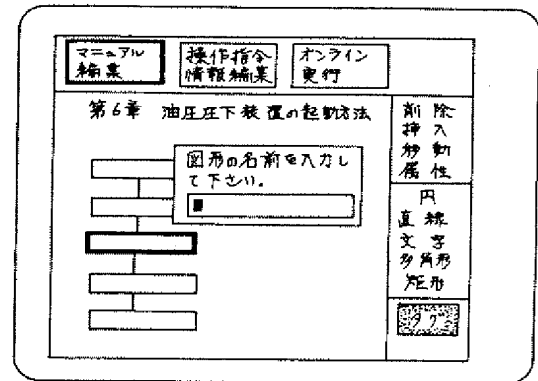 マニュアル
編集
操作指令
情報編集
オンライン
実行
第6章 油圧圧下装置の起動方法
図形の名前を入力し
て下さい。
削除
挿入
移動
属性
円
直線
文字
多角形
矩形
タグ